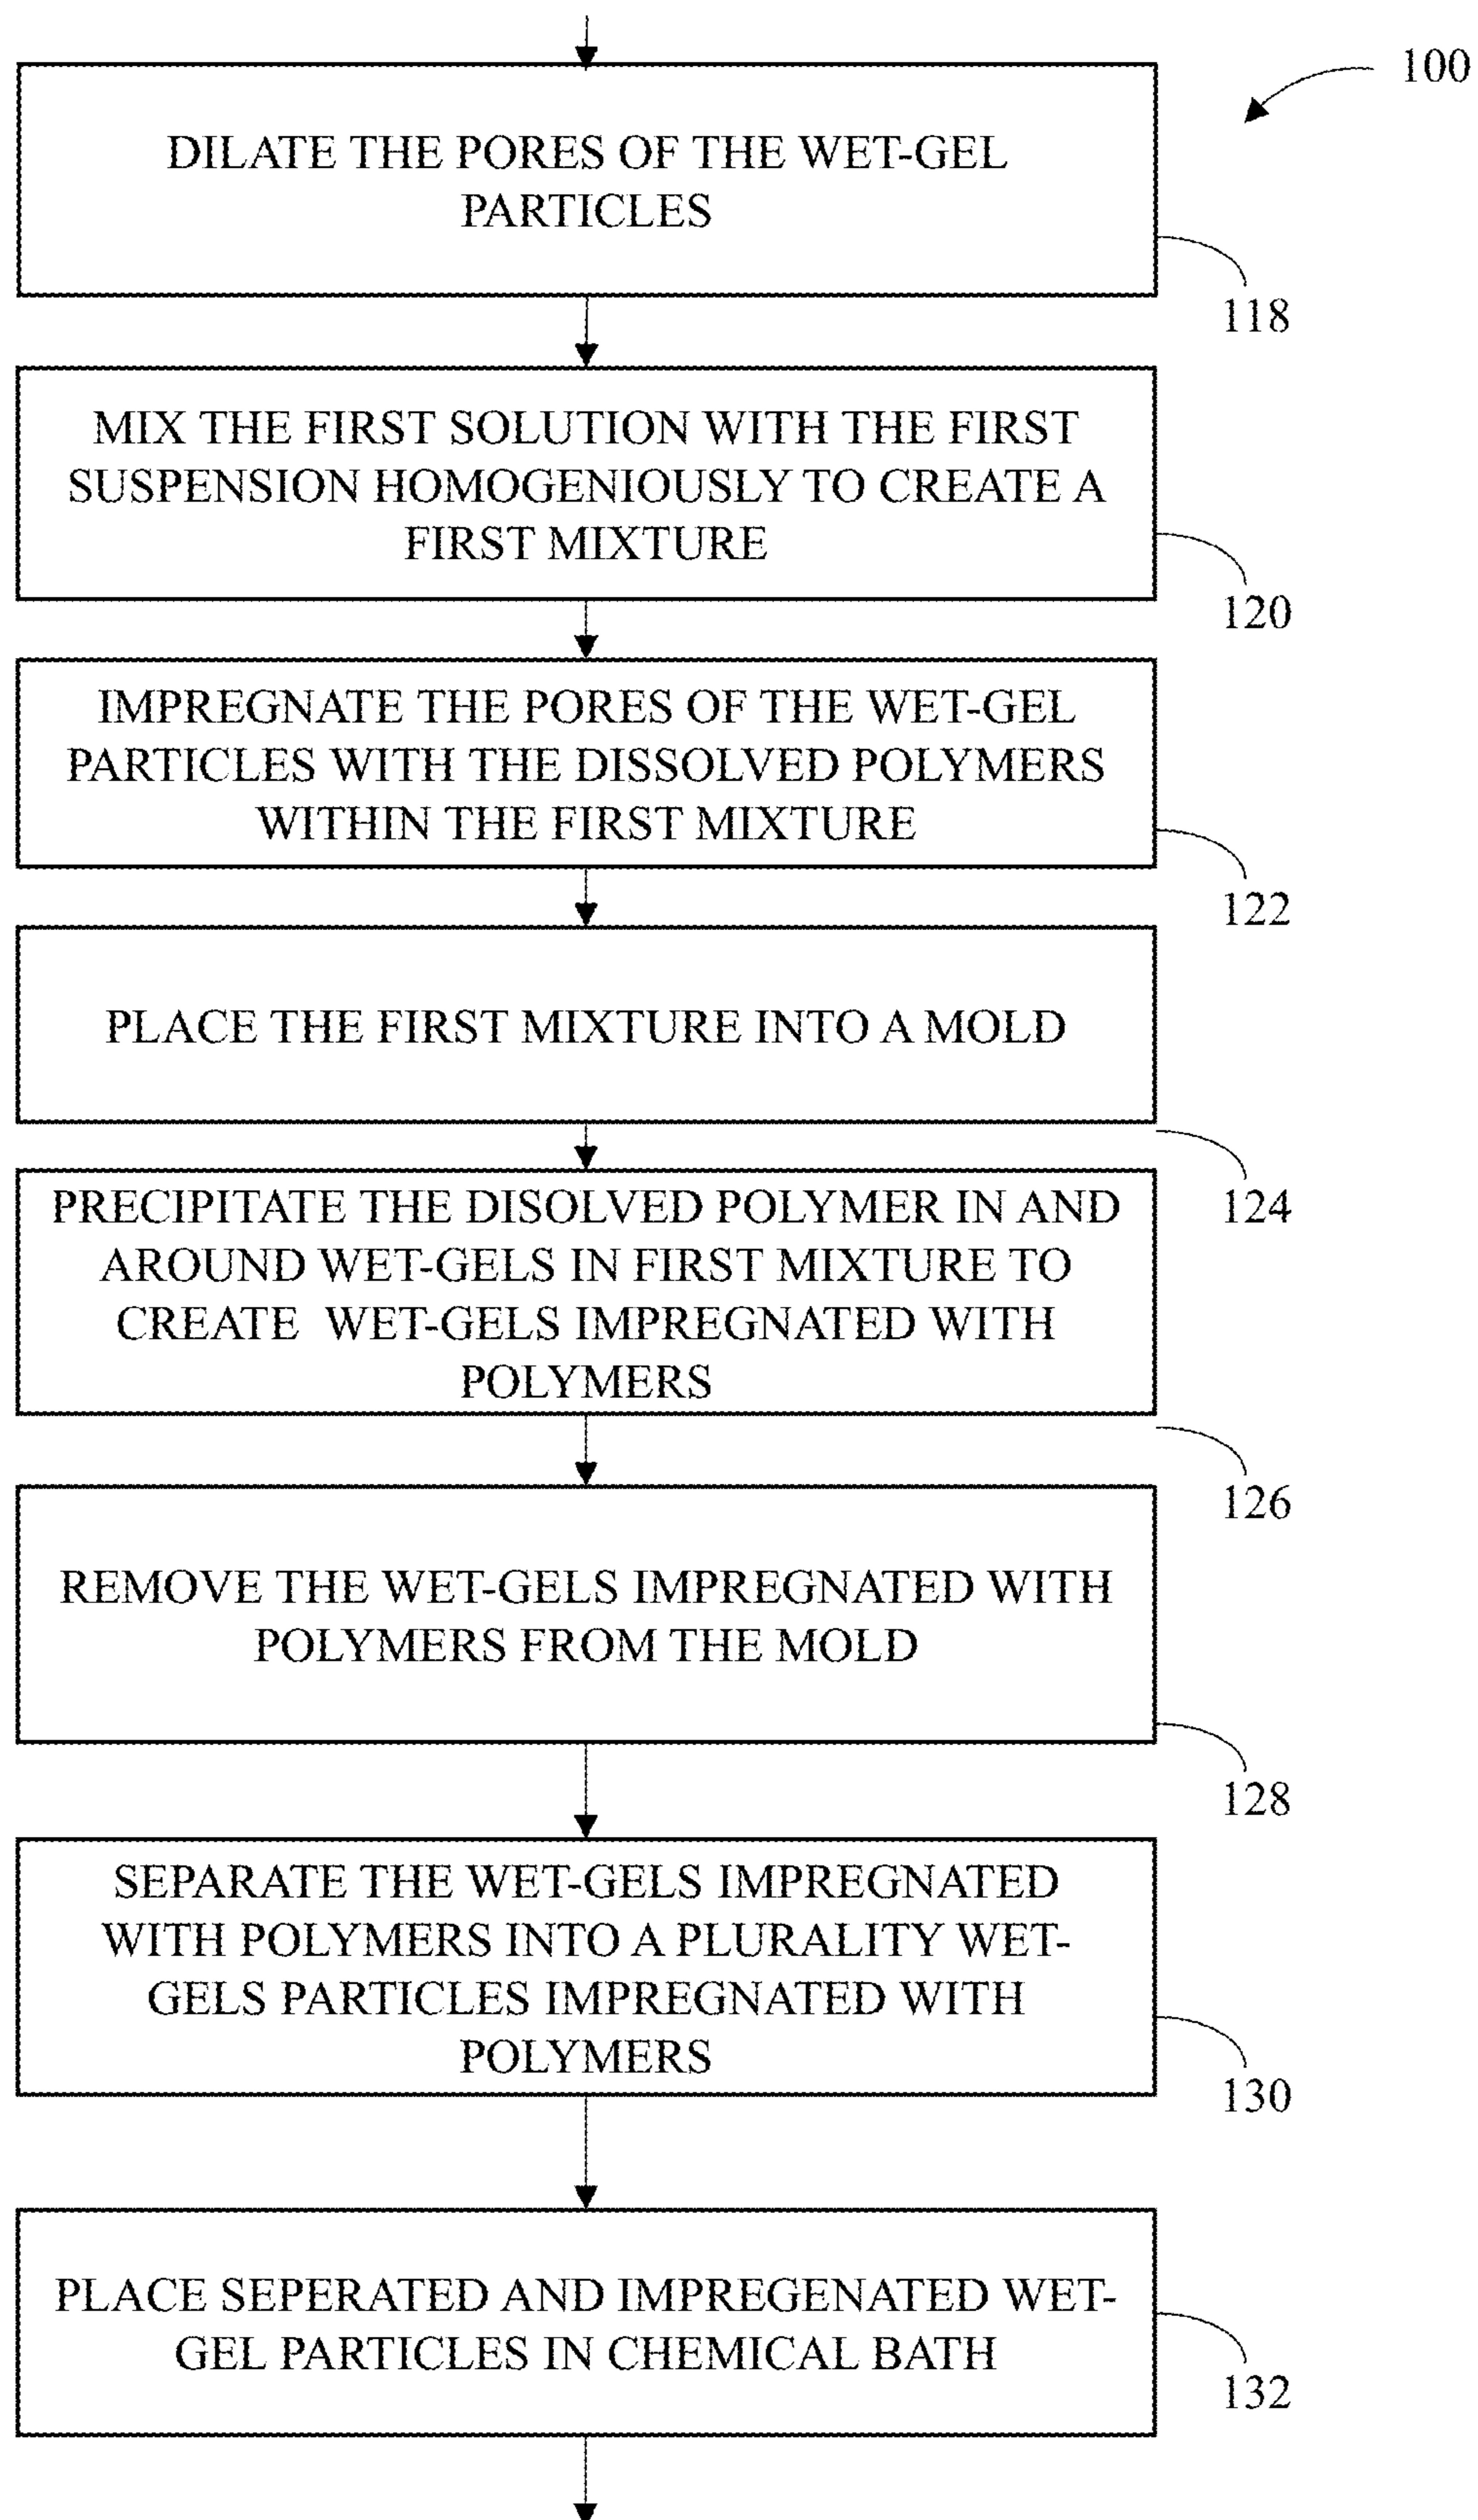 100
DILATE THE PORES OF THE WET-GEL
PARTICLES
118
MIX THE FIRST SOLUTION WITH THE FIRST
SUSPENSION HOMOGENIOUSLY TO CREATE A
FIRST MIXTURE
120
IMPREGNATE THE PORES OF THE WET-GEL
PARTICLES WITH THE DISSOLVED POLYMERS
WITHIN THE FIRST MIXTURE
122
PLACE THE FIRST MIXTURE INTO A MOLD
124
PRECIPITATE THE DISOLVED POLYMER IN AND
AROUND WET-GELS IN FIRST MIXTURE TO
CREATE WET-GELS IMPREGNATED WITH
POLYMERS
126
REMOVE THE WET-GELS IMPREGNATED WITH
POLYMERS FROM THE MOLD
128
SEPARATE THE WET-GELS IMPREGNATED
WITH POLYMERS INTO A PLURALITY WET-
GELS PARTICLES IMPREGNATED WITH
POLYMERS
130
PLACE SEPERATED AND IMPREGENATED WET-
GEL PARTICLES IN CHEMICAL BATH
132